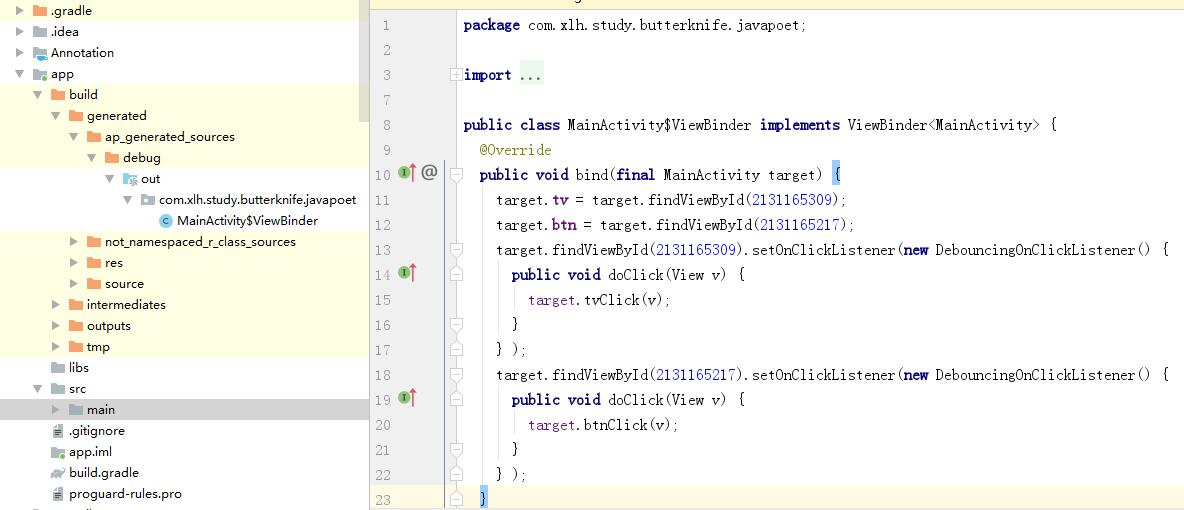 .gradle
.idea
Annotation
app
build
generated
ap_generated_sources
debug
out
com.xlh.study.butterknife.javapoet
MainActivity$ViewBinder
not_namespaced_r_class_sources
res
source
intermediates
outputs
tmp
libs
src
main
.gitignore
app.iml
build.gradle
proguard-rules.pro
1 package com.xlh.study.butterknife.javapoet;
2
3 import ...
7
8 public class MainActivity$ViewBinder implements ViewBinder<MainActivity> {
9 @Override
10 @ public void bind(final MainActivity target) {
11 target.tv = target.findViewById(2131165309);
12 target.btn = target.findViewById(2131165217);
13 target.findViewById(2131165309).setOnClickListener(new DebouncingOnClickListener() {
14 public void doClick(View v) {
15 target.tvClick(v);
16 }
17 } );
18 target.findViewById(2131165217).setOnClickListener(new DebouncingOnClickListener() {
19 public void doClick(View v) {
20 target.btnClick(v);
21 }
22 } );
23 }